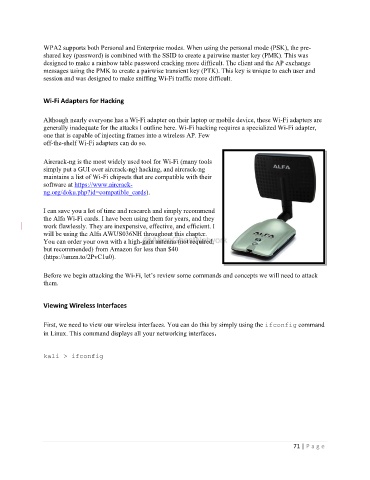 WPA2 supports both Personal and Enterprise modes. When using the personal mode (PSK), the pre-
shared key (password) is combined with the SSID to create a pairwise master key (PMK). This was
designed to make a rainbow table password cracking more difficult. The client and the AP exchange
messages using the PMK to create a pairwise transient key (PTK). This key is unique to each user and
session and was designed to make sniffing Wi-Fi traffic more difficult.
Wi-Fi Adapters for Hacking
Although nearly everyone has a Wi-Fi adapter on their laptop or mobile device, these Wi-Fi adapters are
generally inadequate for the attacks I outline here. Wi-Fi hacking requires a specialized Wi-Fi adapter,
one that is capable of injecting frames into a wireless AP. Few
off-the-shelf Wi-Fi adapters can do so.
Aircrack-ng is the most widely used tool for Wi-Fi (many tools
simply put a GUI over aircrack-ng) hacking, and aircrack-ng
maintains a list of Wi-Fi chipsets that are compatible with their
software at https://www.aircrack-
ng.org/doku.php?id=compatible_cards).
I can save you a lot of time and research and simply recommend
the Alfa Wi-Fi cards. I have been using them for years, and they
work flawlessly. They are inexpensive, effective, and efficient. I
will be using the Alfa AWUS036NH throughout this chapter.
You can order your own with a high-gain antenna (not required,
but recommended) from Amazon for less than $40
(https://amzn.to/2PvC1u0).
ALFA
ALFA
Before we begin attacking the Wi-Fi, let's review some commands and concepts we will need to attack
them.
Viewing Wireless Interfaces
First, we need to view our wireless interfaces. You can do this by simply using the ifconfig command
in Linux. This command displays all your networking interfaces.
kali > ifconfig
71 | Page